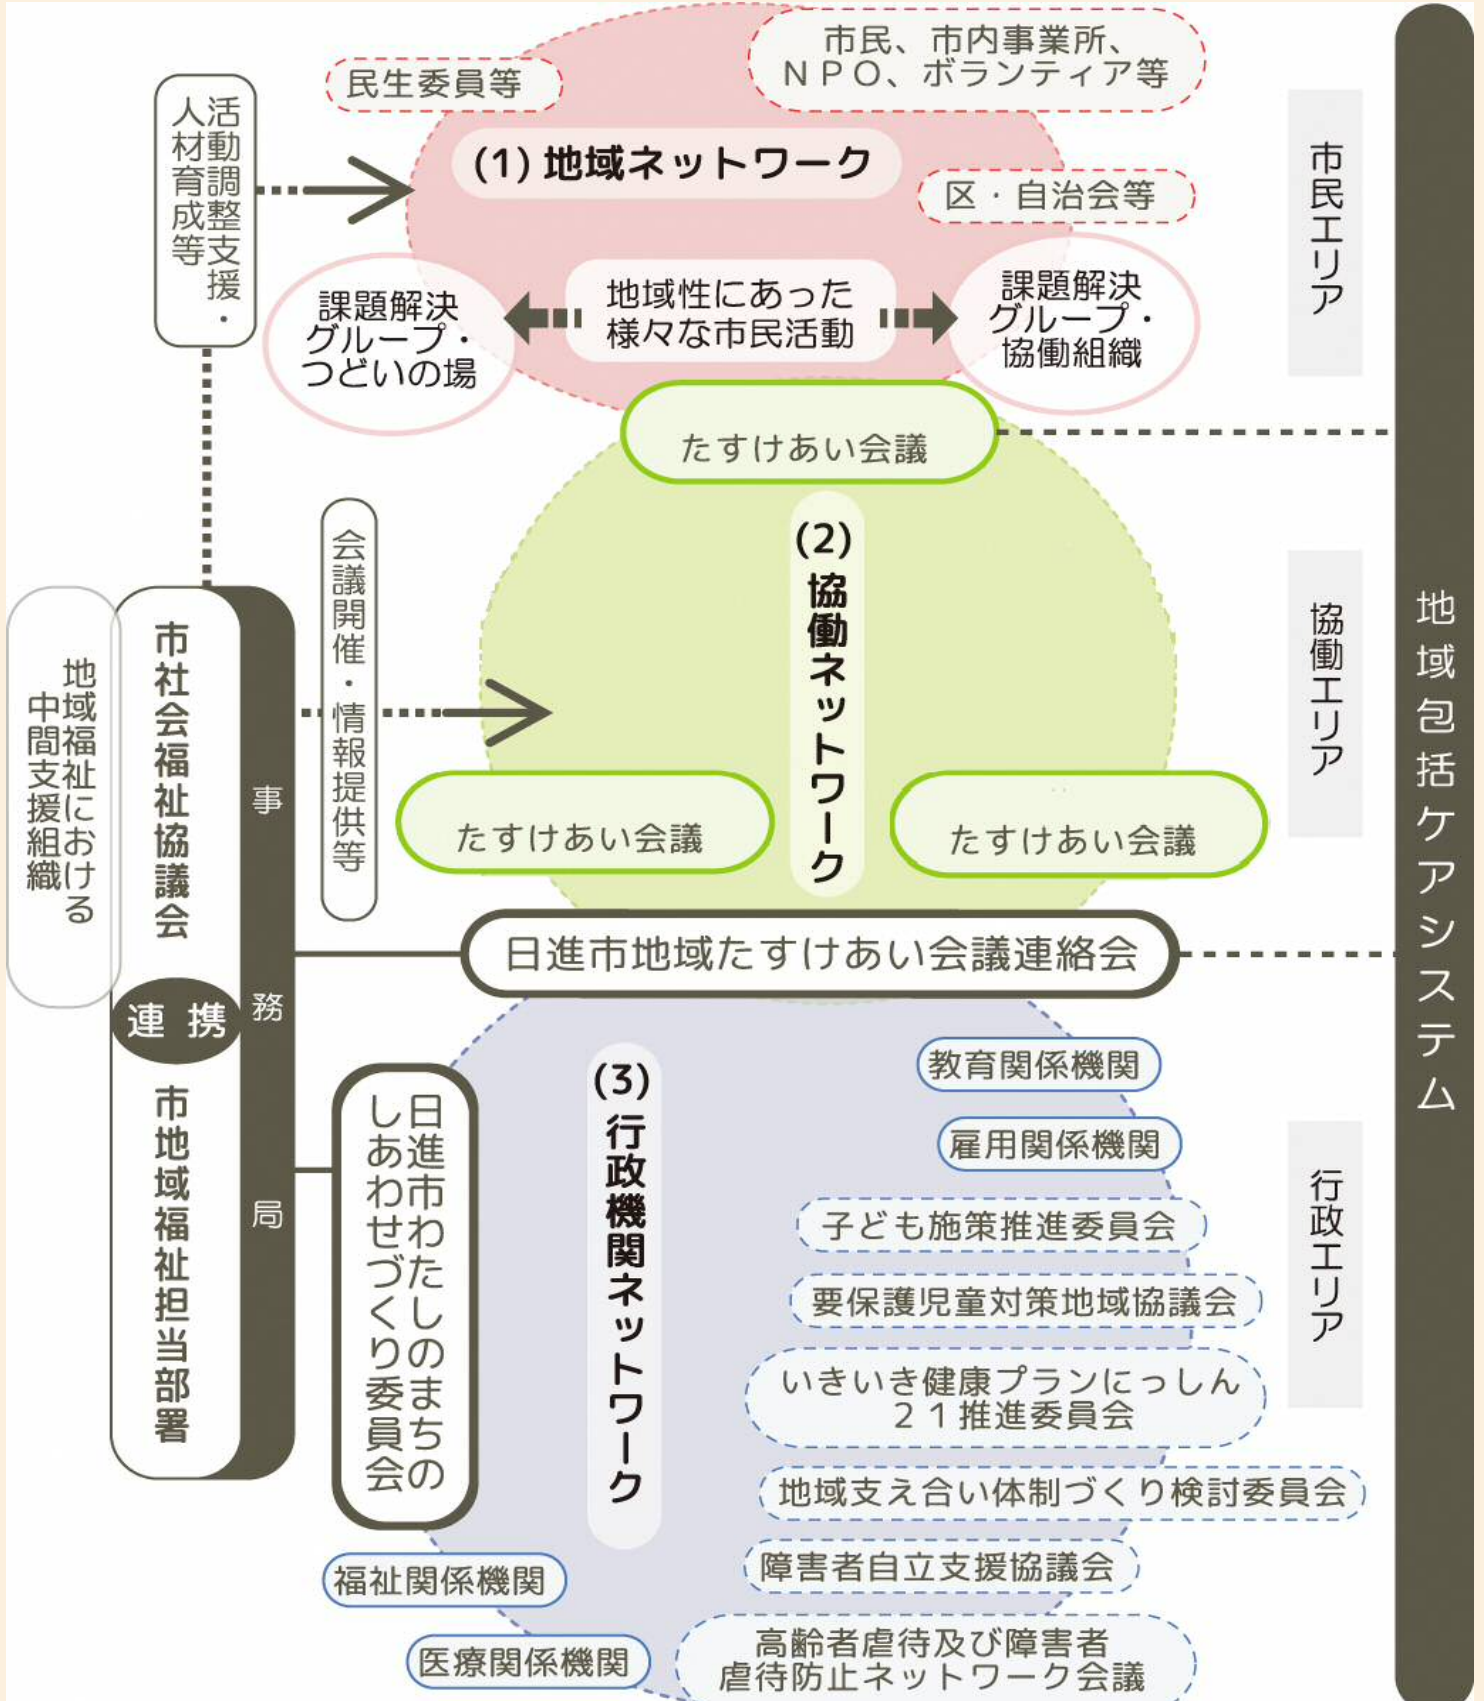 市民、市内事業所、
ＮＰＯ、ボランティア等
民生委員等
(1) 地域ネットワーク
区・自治会等
活動調整支援・
人材育成等
市民エリア
地域性にあった
様々な市民活動
課題解決
グループ・
つどいの場
課題解決
グループ・
協働組織
たすけあい会議
(2) 協働ネットワーク
会議開催・情報提供等
協働エリア
地域包括ケアシステム
たすけあい会議
たすけあい会議
地域福祉における
中間支援組織
市社会福祉協議会
連携
市地域福祉担当部署
事務局
日進市地域たすけあい会議連絡会
(3) 行政機関ネットワーク
日進市わたしのまちの
しあわせづくり委員会
教育関係機関
雇用関係機関
子ども施策推進委員会
要保護児童対策地域協議会
いきいき健康プランにっしん
２１推進委員会
地域支え合い体制づくり検討委員会
障害者自立支援協議会
高齢者虐待及び障害者
虐待防止ネットワーク会議
福祉関係機関
医療関係機関
行政エリア